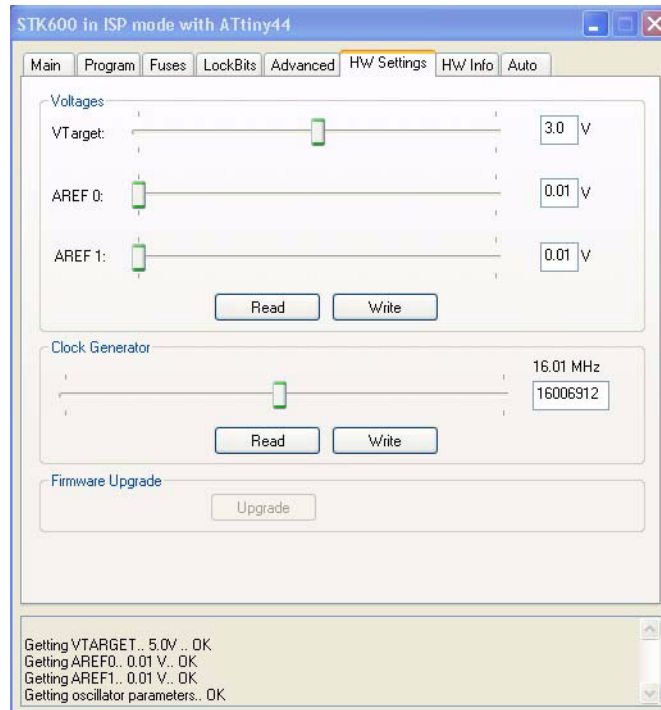 STK600 in ISP mode with ATtiny44
Main Program Fuses LockBits Advanced HW Settings HW Info Auto
Voltages
VTarget: 3.0 V
AREF 0: 0.01 V
AREF 1: 0.01 V
Read Write
Clock Generator
16.01 MHz
16006912
Read Write
Firmware Upgrade
Upgrade
Getting VTARGET.. 5.0V .. OK
Getting AREF0.. 0.01 V.. OK
Getting AREF1.. 0.01 V.. OK
Getting oscillator parameters.. OK